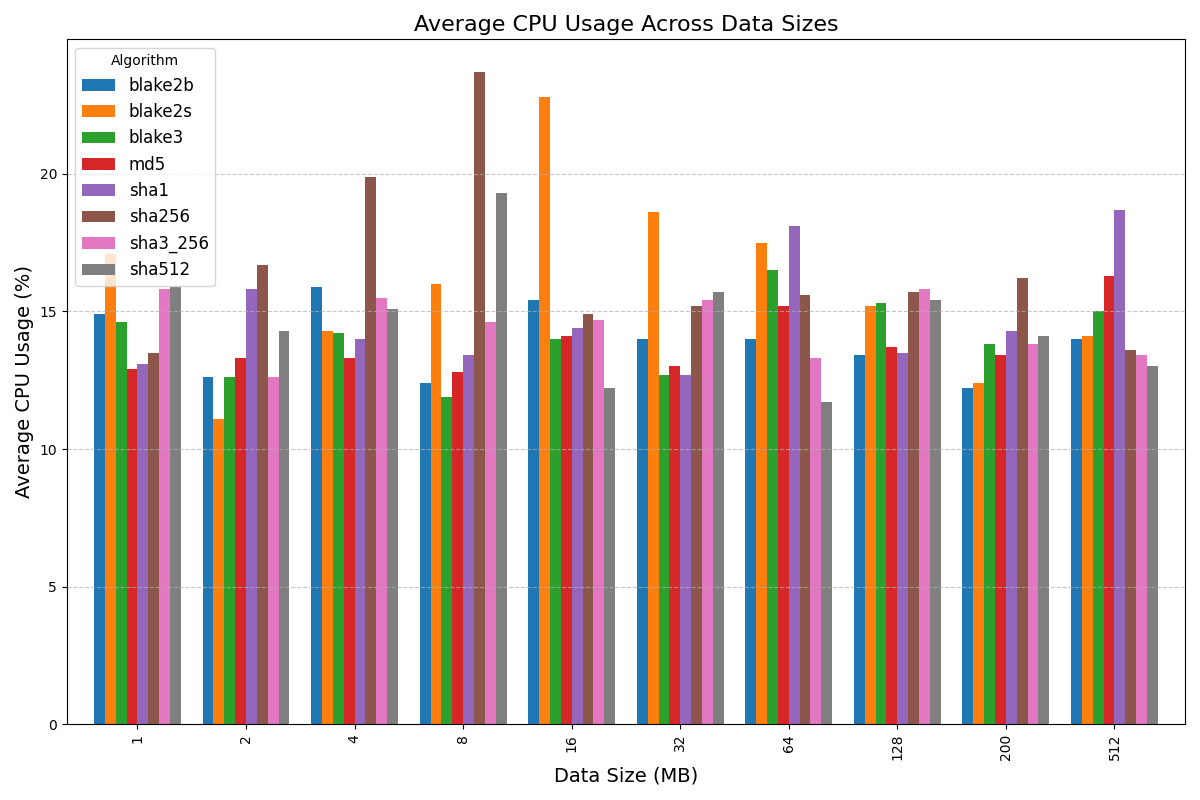 Average CPU Usage Across Data Sizes
Algorithm
blake2b
blake2s
blake3
md5
sha1
sha256
sha3_256
sha512
Average CPU Usage (%)
20
15
10
5
0
1
2
4
8
16
32
64
128
200
512
Data Size (MB)